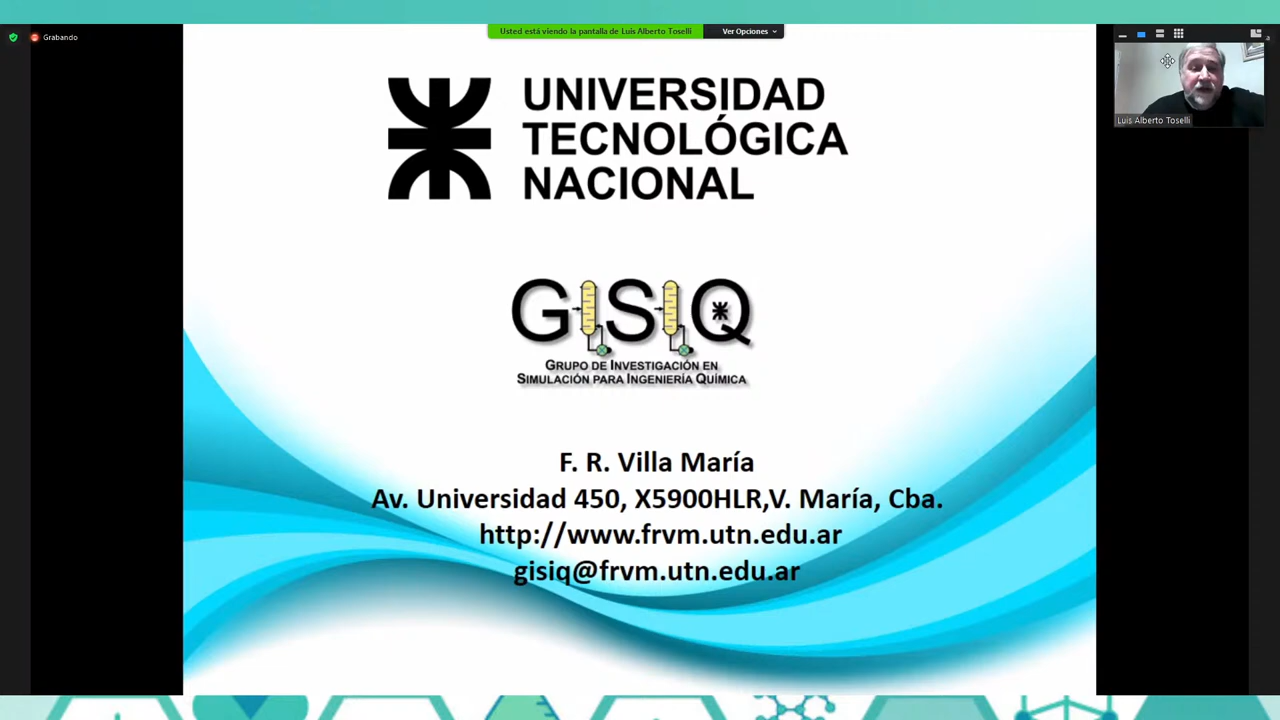 Grabando
Usted está viendo la pantalla de Luis Alberto Toselli
Ver Opciones
Luis Alberto Toselli
UNIVERSIDAD
TECNOLÓGICA
NACIONAL
GISIQ
GRUPO DE INVESTIGACIÓN EN
SIMULACIÓN PARA INGENIERÍA QUÍMICA
F. R. Villa María
Av. Universidad 450, X5900HLR,V. María, Cba.
http://www.frvm.utn.edu.ar
gisiq@frvm.utn.edu.ar